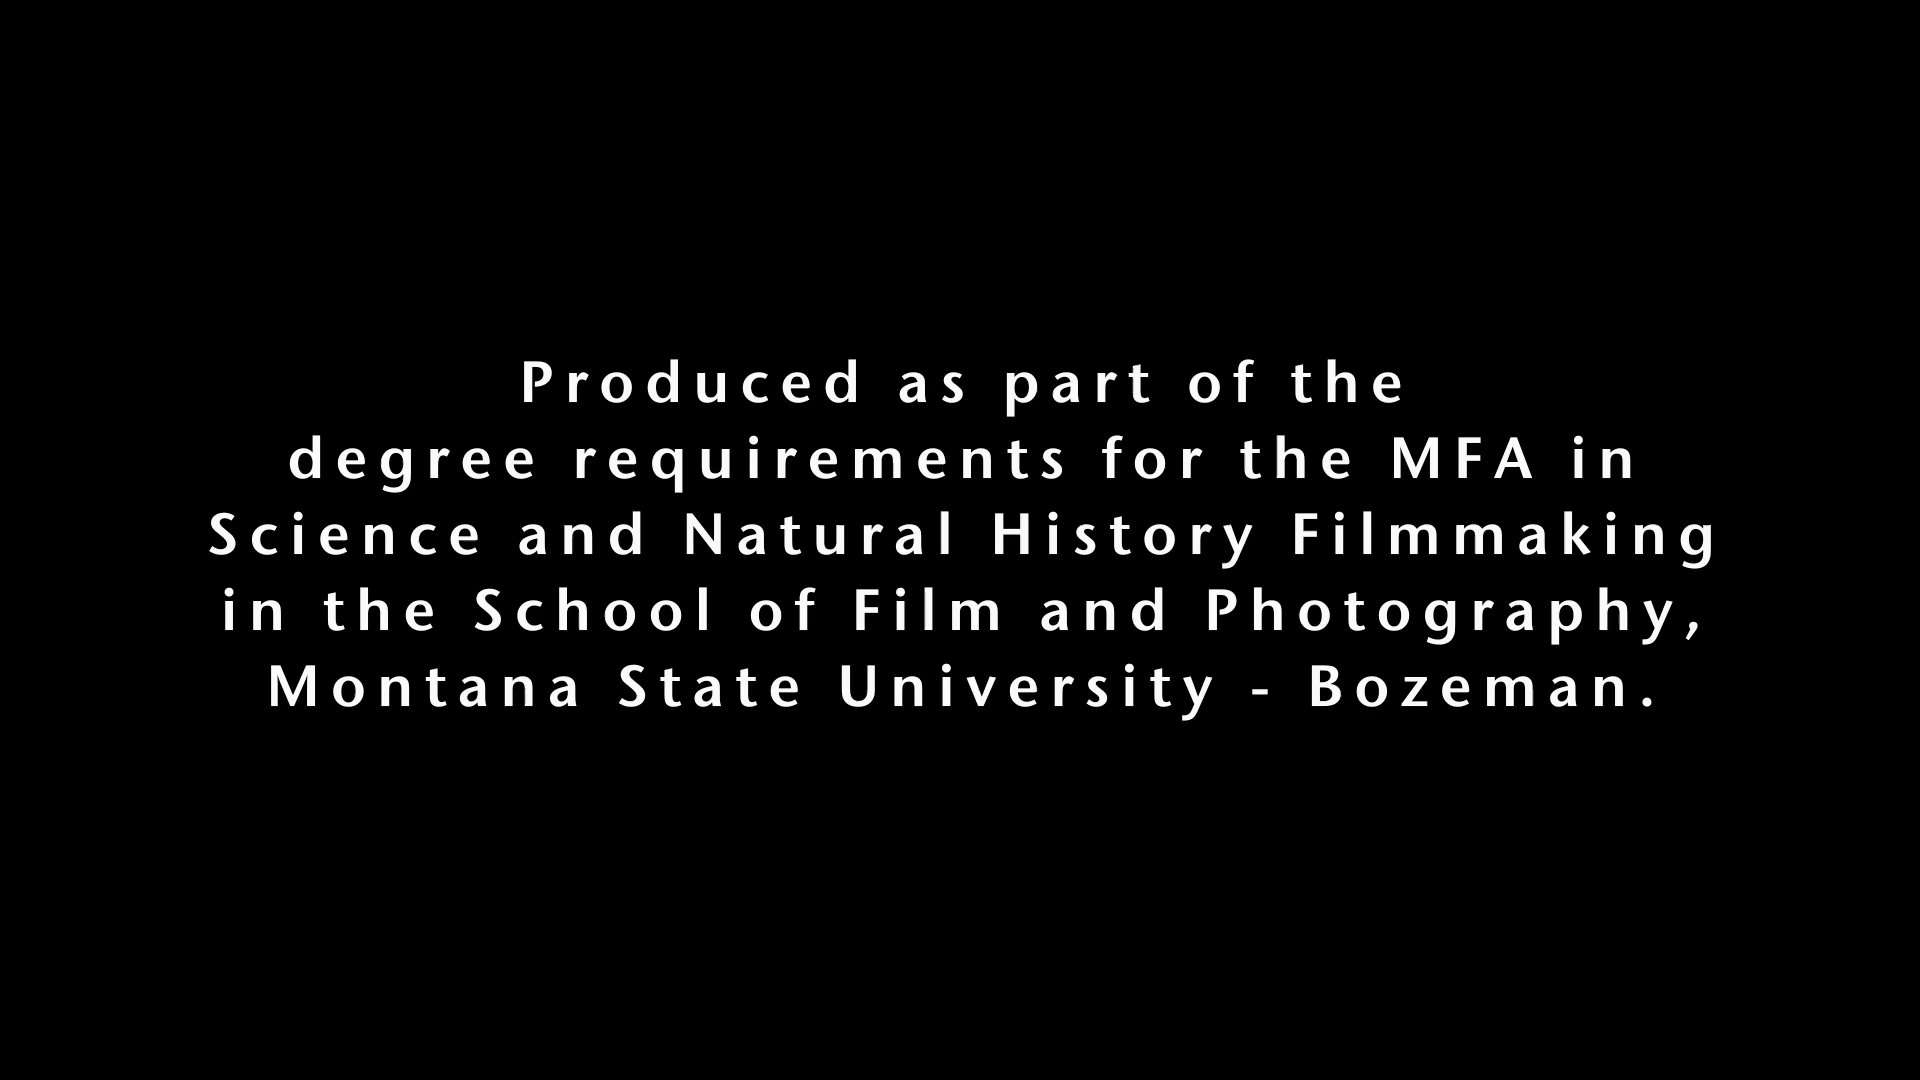 Produced as part of the
degree requirements for the MFA in
Science and Natural History Filmmaking
in the School of Film and Photography,
Montana State University - Bozeman.